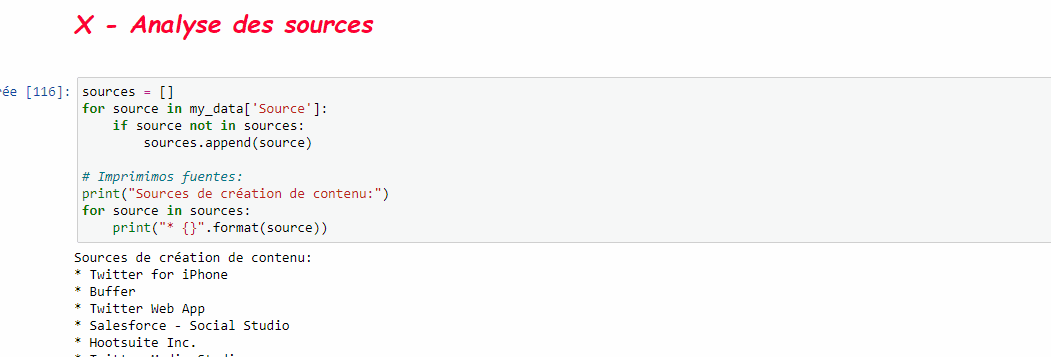 X - Analyse des sources
ée [116]:
sources = []
for source in my_data['Source']:
    if source not in sources:
        sources.append(source)
# Imprimimos fuentes:
print("Sources de création de contenu:")
for source in sources:
    print("* {}".format(source))
Sources de création de contenu:
* Twitter for iPhone
* Buffer
* Twitter Web App
* Salesforce - Social Studio
* Hootsuite Inc.